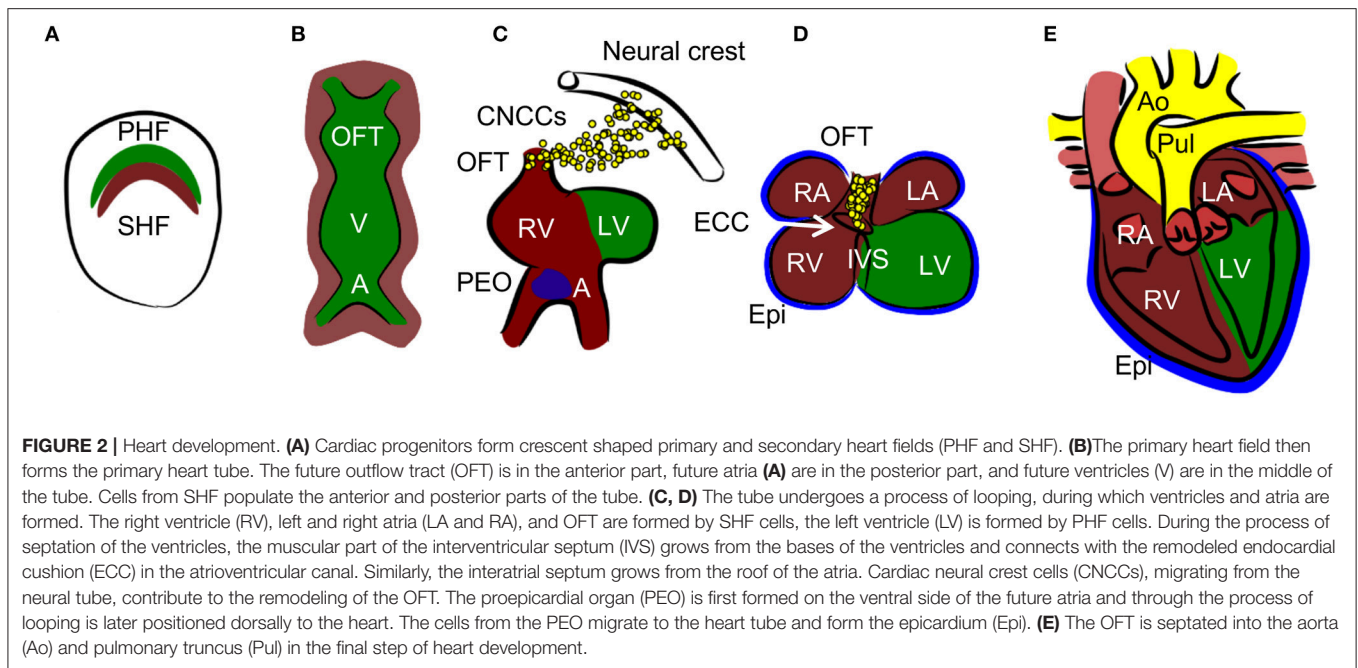 A
B
C
D
E
PHF
SHF
OFT
V
A
Neural crest
CNCCs
OFT
RV
LV
PEO
A
OFT
RA
LA
ECC
RV
IVS
LV
Epi
Ao
Pul
LA
RA
LV
RV
Epi
FIGURE 2 | Heart development. (A) Cardiac progenitors form crescent shaped primary and secondary heart fields (PHF and SHF). (B)The primary heart field then
forms the primary heart tube. The future outflow tract (OFT) is in the anterior part, future atria (A) are in the posterior part, and future ventricles (V) are in the middle of
the tube. Cells from SHF populate the anterior and posterior parts of the tube. (C, D) The tube undergoes a process of looping, during which ventricles and atria are
formed. The right ventricle (RV), left and right atria (LA and RA), and OFT are formed by SHF cells, the left ventricle (LV) is formed by PHF cells. During the process of
septation of the ventricles, the muscular part of the interventricular septum (IVS) grows from the bases of the ventricles and connects with the remodeled endocardial
cushion (ECC) in the atrioventricular canal. Similarly, the interatrial septum grows from the roof of the atria. Cardiac neural crest cells (CNCCs), migrating from the
neural tube, contribute to the remodeling of the OFT. The proepicardial organ (PEO) is first formed on the ventral side of the future atria and through the process of
looping is later positioned dorsally to the heart. The cells from the PEO migrate to the heart tube and form the epicardium (Epi). (E) The OFT is septated into the aorta
(Ao) and pulmonary truncus (Pul) in the final step of heart development.